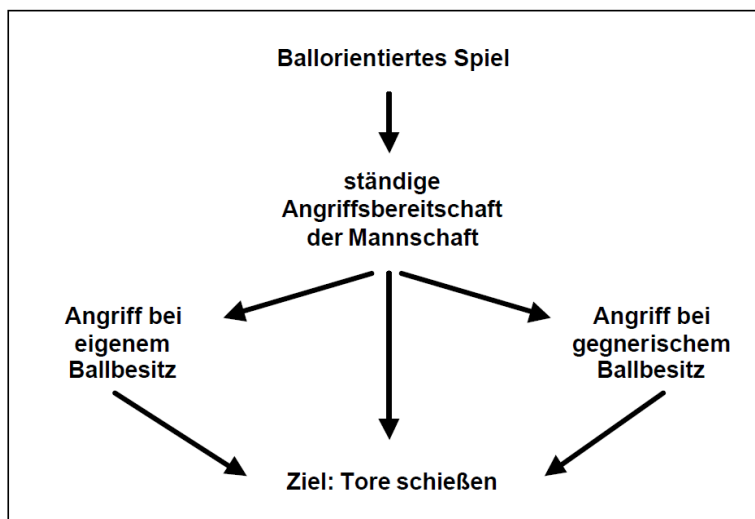 Ballorientiertes Spiel
ständige
Angriffsbereitschaft
der Mannschaft
Angriff bei
eigenem
Ballbesitz
Angriff bei
gegnerischem
Ballbesitz
Ziel: Tore schießen